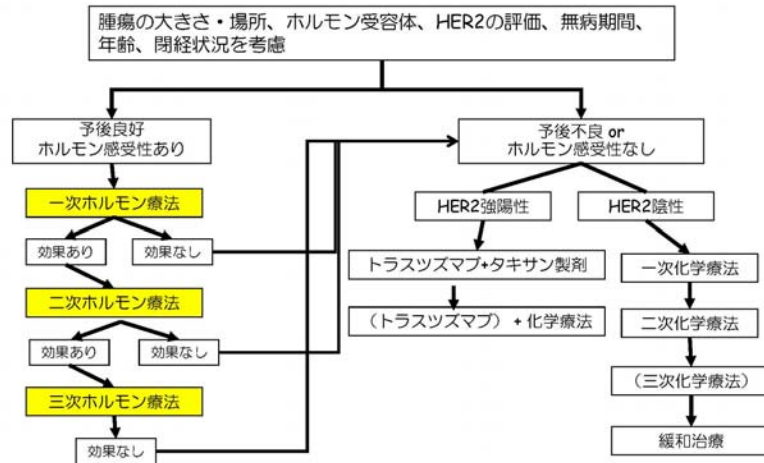 腫瘍の大きさ・場所、ホルモン受容体、HER2の評価、無病期間、
年齢、閉経状況を考慮
予後良好
ホルモン感受性あり
予後不良 or
ホルモン感受性なし
一次ホルモン療法
HER2強陽性
HER2陰性
効果あり
効果なし
トラスツズマブ+タキサン製剤
一次化学療法
二次ホルモン療法
(トラスツズマブ) + 化学療法
二次化学療法
効果あり
効果なし
(三次化学療法)
三次ホルモン療法
効果なし
緩和治療